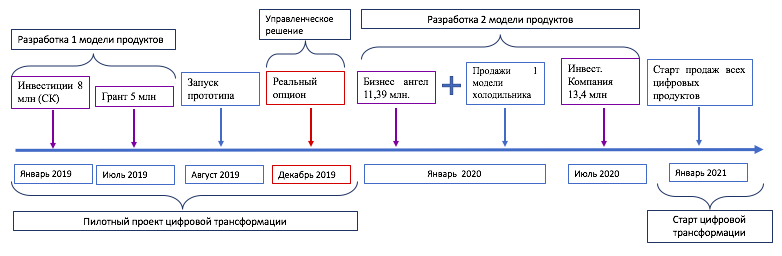 Разработка 1 модели продуктов
Управленческое
решение
Разработка 2 модели продуктов
Инвестиции 8
млн (СК)
Грант 5 млн
Запуск
прототипа
Реальный
опцион
Бизнес ангел
11,39 млн.
Продажи 1
модели
холодильника
Инвест.
Компания
13,4 млн
Старт продаж всех
цифровых
продуктов
Январь 2019
Июль 2019
Август 2019
Декабрь 2019
Январь 2020
Июль 2020
Январь 2021
Пилотный проект цифровой трансформации
Старт цифровой
трансформации